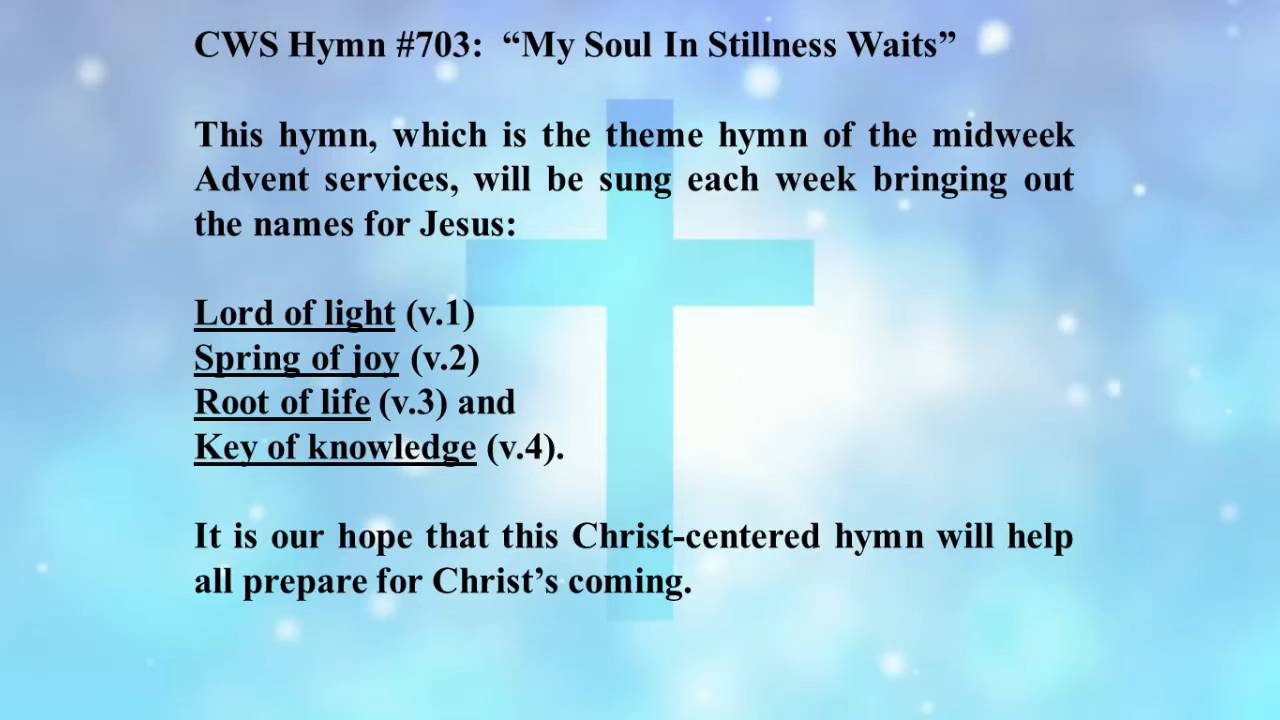 CWS Hymn #703:  “My Soul In Stillness Waits”
This hymn, which is the theme hymn of the midweek
Advent services, will be sung each week bringing out
the names for Jesus:
Lord of light (v.1)
Spring of joy (v.2)
Root of life (v.3) and
Key of knowledge (v.4).
It is our hope that this Christ-centered hymn will help
all prepare for Christ’s coming.